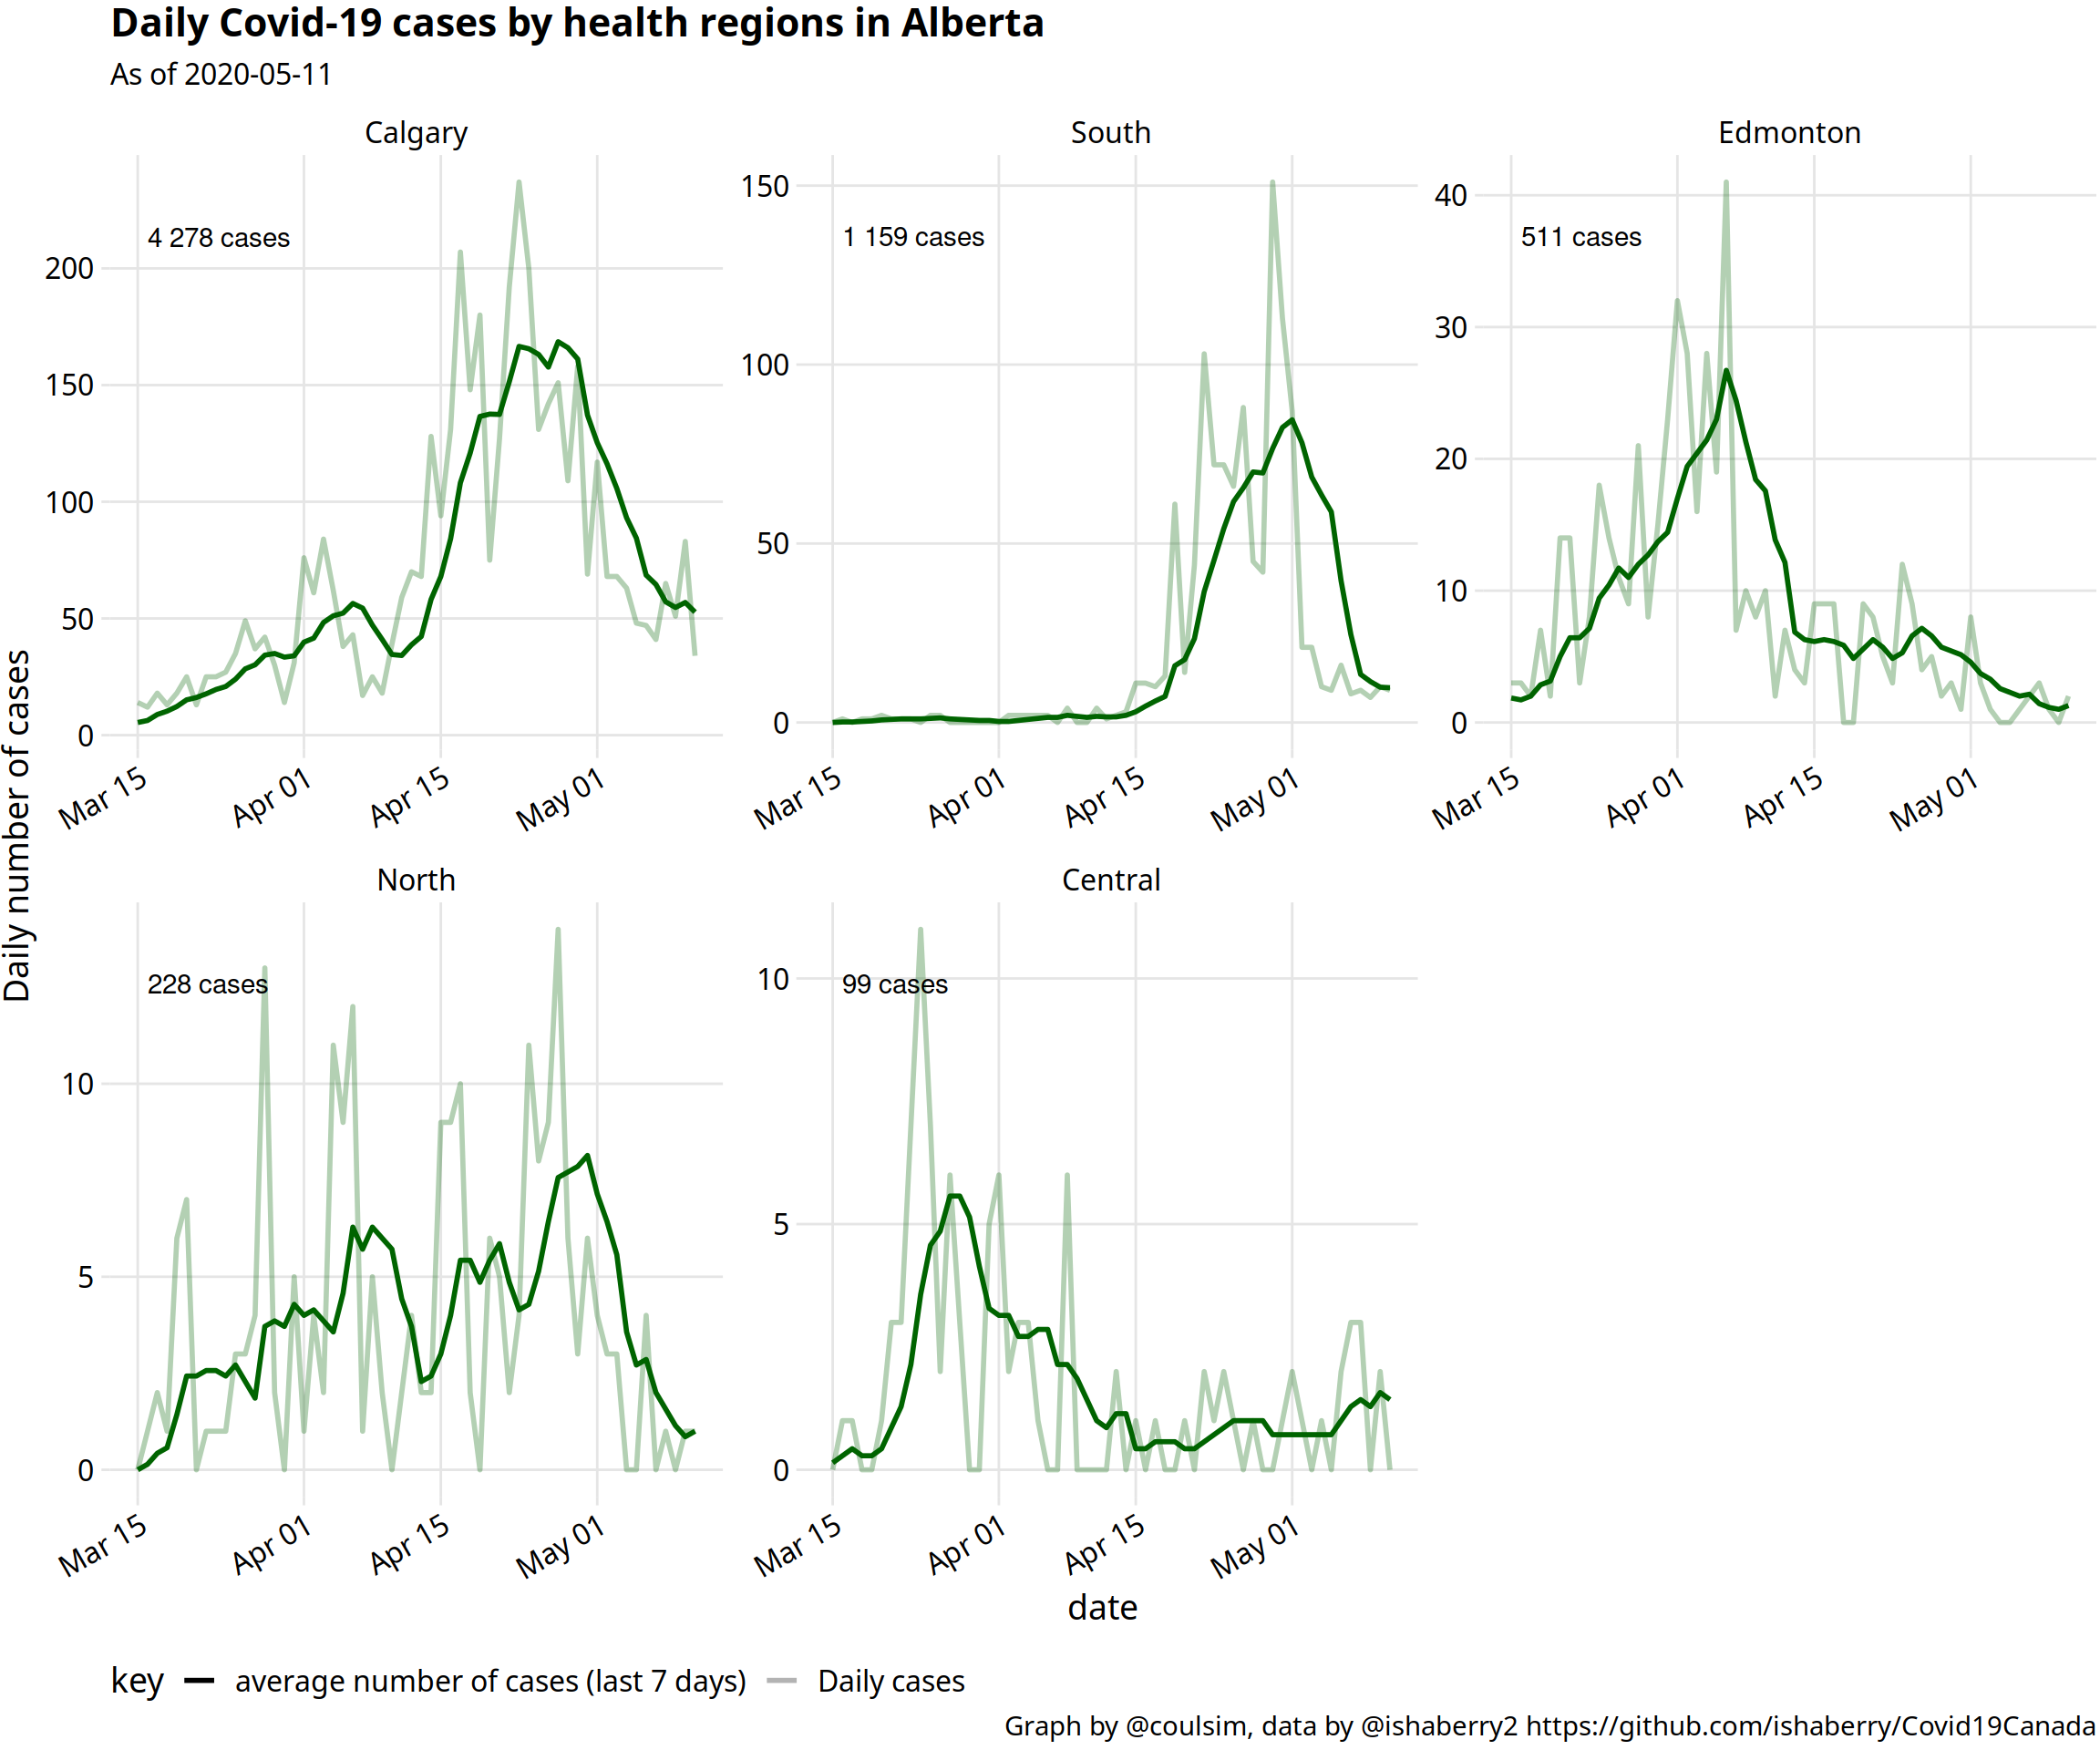 Daily Covid-19 cases by health regions in Alberta
As of 2020-05-11
Calgary
South
Edmonton
4 278 cases
1 159 cases
511 cases
200
150
100
50
0
150
100
50
0
40
30
20
10
0
Mar 15 Apr 01 Apr 15 May 01
Mar 15 Apr 01 Apr 15 May 01
Mar 15 Apr 01 Apr 15 May 01
Daily number of cases
North
Central
228 cases
99 cases
10
5
0
10
5
0
Mar 15 Apr 01 Apr 15 May 01
Mar 15 Apr 01 Apr 15 May 01
date
key average number of cases (last 7 days) Daily cases
Graph by @coulsim, data by @ishaberry2 https://github.com/ishaberry/Covid19Canada